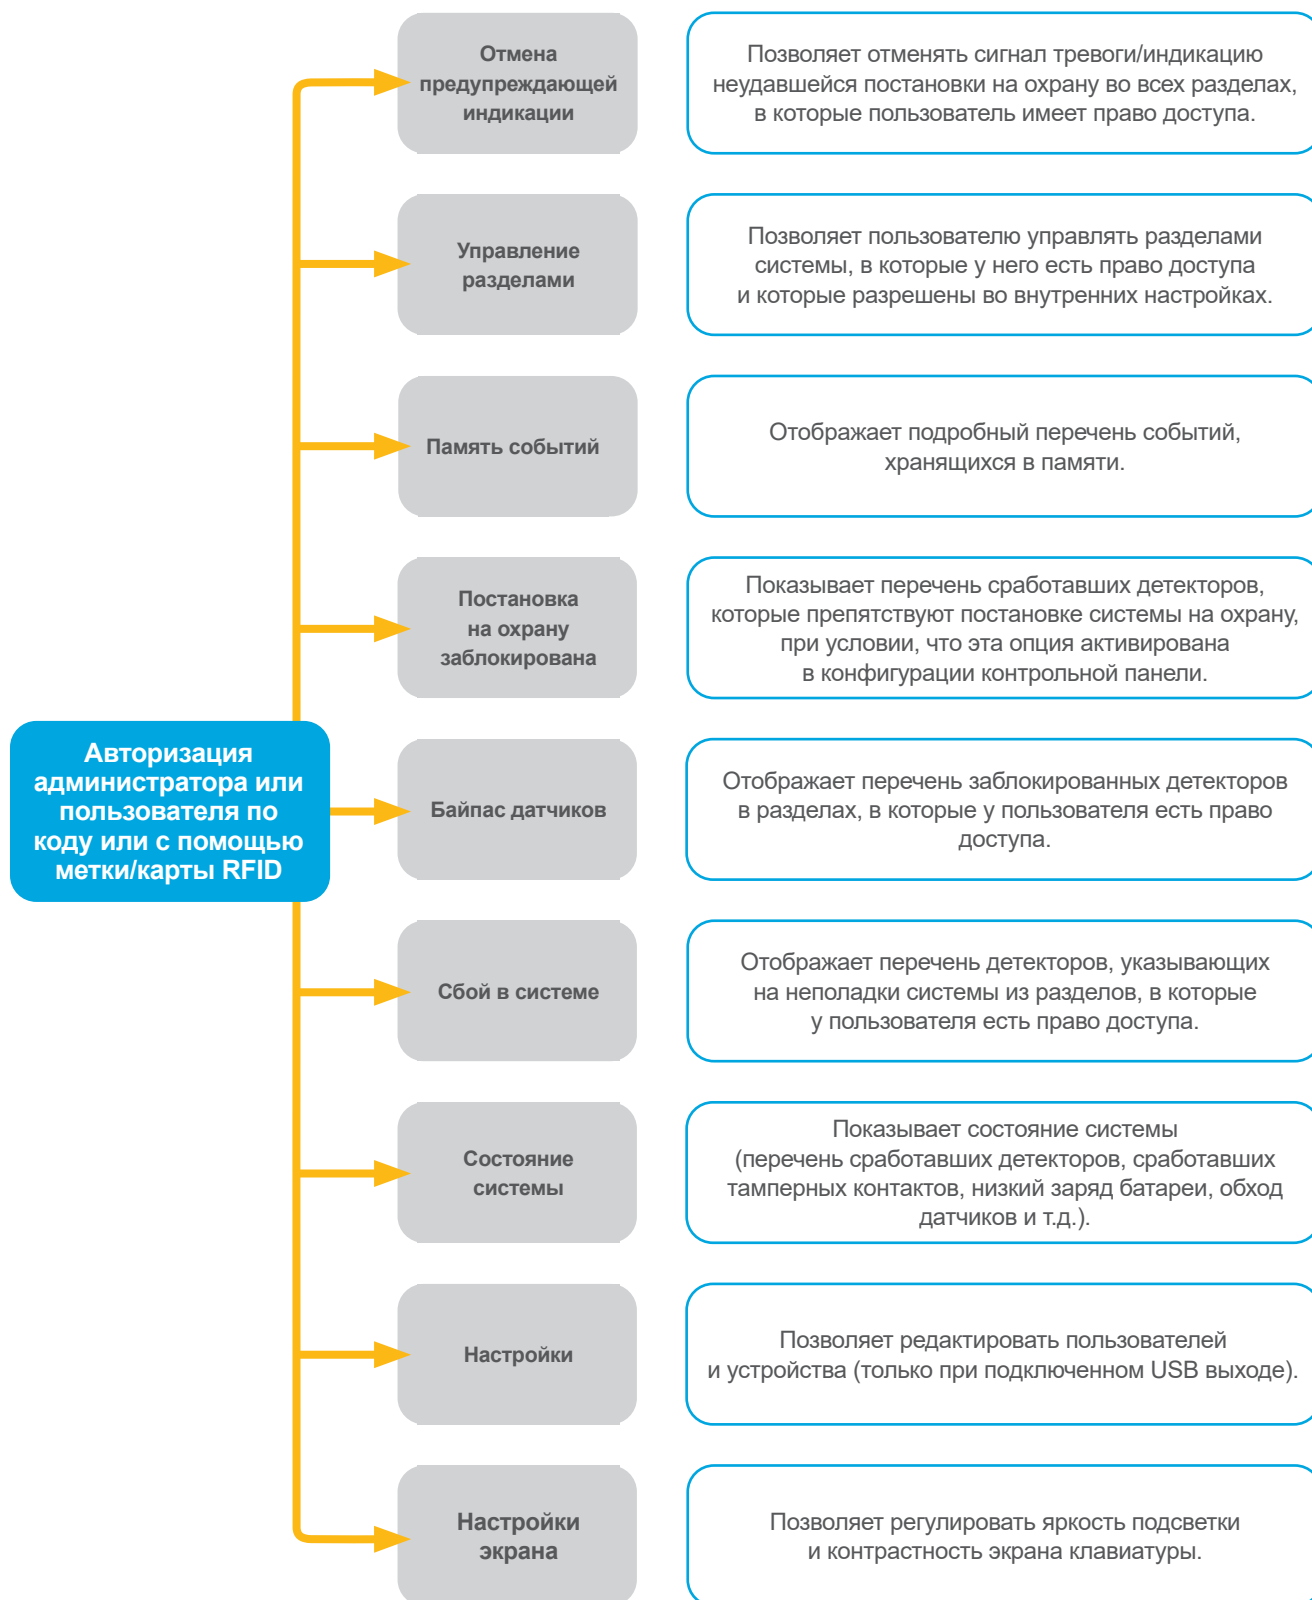 Отмена
предупреждающей
индикации
Позволяет отменять сигнал тревоги/индикацию
неудавшейся постановки на охрану во всех разделах,
в которые пользователь имеет право доступа.
Управление
разделами
Позволяет пользователю управлять разделами
системы, в которые у него есть право доступа
и которые разрешены во внутренних настройках.
Память событий
Отображает подробный перечень событий,
хранящихся в памяти.
Постановка
на охрану
заблокирована
Показывает перечень сработавших детекторов,
которые препятствуют постановке системы на охрану,
при условии, что эта опция активирована
в конфигурации контрольной панели.
Авторизация
администратора или
пользователя по
коду или с помощью
метки/карты RFID
Байпас датчиков
Отображает перечень заблокированных детекторов
в разделах, в которые у пользователя есть право
доступа.
Сбой в системе
Отображает перечень детекторов, указывающих
на неполадки системы из разделов, в которые
у пользователя есть право доступа.
Состояние
системы
Показывает состояние системы
(перечень сработавших детекторов, сработавших
тамперных контактов, низкий заряд батареи, обход
датчиков и т.д.).
Настройки
Позволяет редактировать пользователей
и устройства (только при подключенном USB выходе).
Настройки
экрана
Позволяет регулировать яркость подсветки
и контрастность экрана клавиатуры.